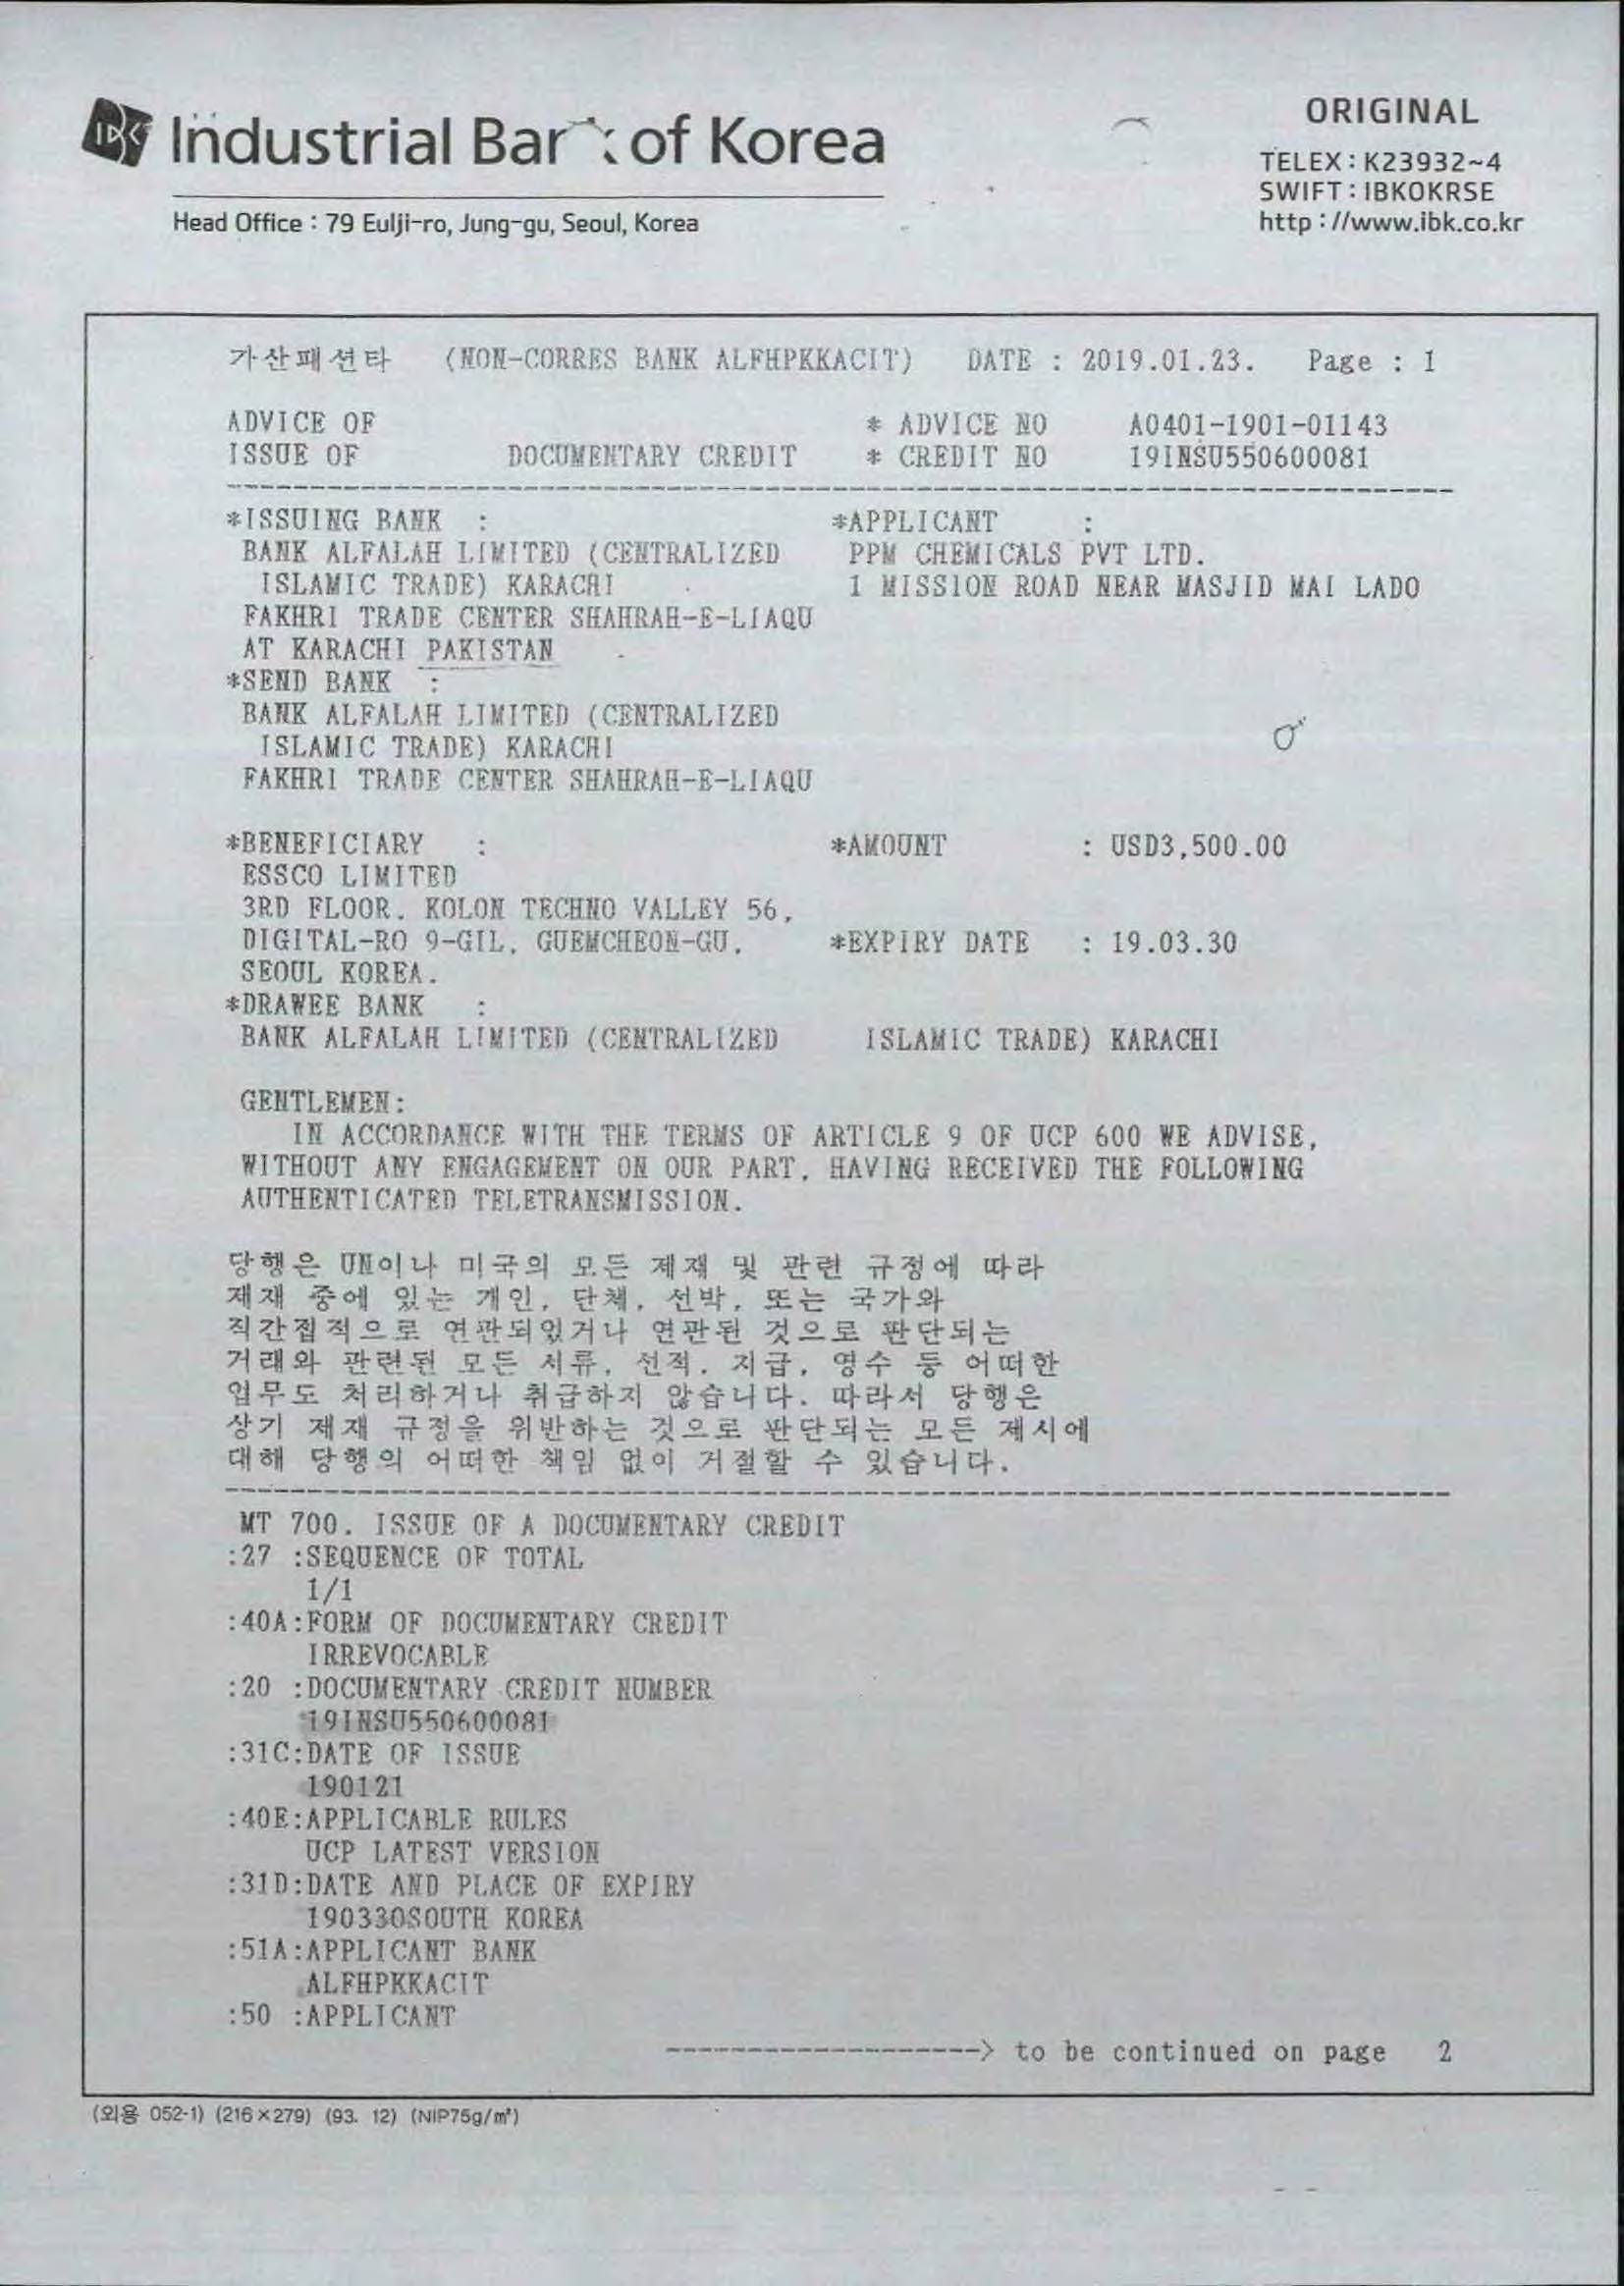 ORIGINAL
IBK Industrial Bank of Korea
TELEX : K23932~4
SWIFT : IBKOKRSE
Head Office : 79 Eulji-ro, Jung-gu, Seoul, Korea
http : //www.ibk.co.kr
가산패션타 (NON-CORRES BANK ALFHPKKACIT) DATE : 2019.01.23. Page : 1
ADVICE OF * ADVICE NO A0401-1901-01143
ISSUE OF DOCUMENTARY CREDIT * CREDIT NO 19INSU550600081
*ISSUING BANK : *APPLICANT :
BANK ALFALAH LIMITED (CENTRALIZED PPM CHEMICALS PVT LTD.
ISLAMIC TRADE) KARACHI 1 MISSION ROAD NEAR MASJID MAI LADO
FAKHRI TRADE CENTER SHAHRAH-E-LIAQU
AT KARACHI PAKISTAN
*SEND BANK :
BANK ALFALAH LIMITED (CENTRALIZED
ISLAMIC TRADE) KARACHI
FAKHRI TRADE CENTER SHAHRAH-E-LIAQU
*BENEFICIARY : *AMOUNT : USD3,500.00
ESSCO LIMITED
3RD FLOOR, KOLON TECHNO VALLEY 56,
DIGITAL-RO 9-GIL, GUEMCHEON-GU, *EXPIRY DATE : 19.03.30
SEOUL KOREA.
*DRAWEE BANK :
BANK ALFALAH LIMITED (CENTRALIZED ISLAMIC TRADE) KARACHI
GENTLEMEN:
IN ACCORDANCE WITH THE TERMS OF ARTICLE 9 OF UCP 600 WE ADVISE,
WITHOUT ANY ENGAGEMENT ON OUR PART, HAVING RECEIVED THE FOLLOWING
AUTHENTICATED TELETRANSMISSION.
당행은 UN이나 미국의 모든 제재 및 관련 규정에 따라
제재 중에 있는 개인, 단체, 선박, 또는 국가와
직간접적으로 연관되었거나 연관된 것으로 판단되는
거래와 관련된 모든 서류, 선적, 지급, 영수 등 어떠한
업무도 처리하거나 취급하지 않습니다. 따라서 당행은
상기 제재 규정을 위반하는 것으로 판단되는 모든 제시에
대해 당행의 어떠한 책임 없이 거절할 수 있습니다.
MT 700. ISSUE OF A DOCUMENTARY CREDIT
:27 :SEQUENCE OF TOTAL
1/1
:40A:FORM OF DOCUMENTARY CREDIT
IRREVOCABLE
:20 :DOCUMENTARY CREDIT NUMBER
19INSU550600081
:31C:DATE OF ISSUE
190121
:40E:APPLICABLE RULES
UCP LATEST VERSION
:31D:DATE AND PLACE OF EXPIRY
190330SOUTH KOREA
:51A:APPLICANT BANK
ALFHPKKACIT
:50 :APPLICANT
--------------------> to be continued on page 2
(외용 052-1) (216×279) (93. 12) (NIP75g/㎡)